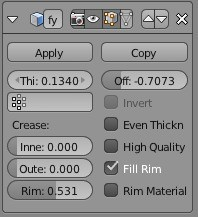 fy
Apply Copy
Thi: 0.1340 Off: -0.7073
Invert
Crease: Even Thickn
Inne: 0.000 High Quality
Oute: 0.000 Fill Rim
Rim: 0.531 Rim Material